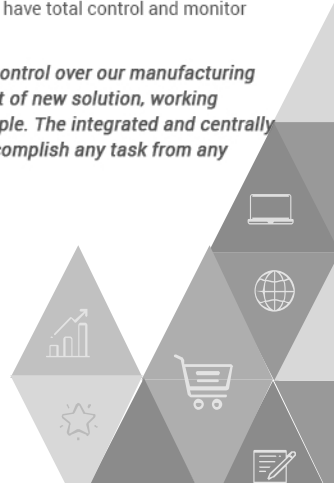 have total control and monitor
ontrol over our manufacturing
t of new solution, working
ple. The integrated and centrally
complish any task from any